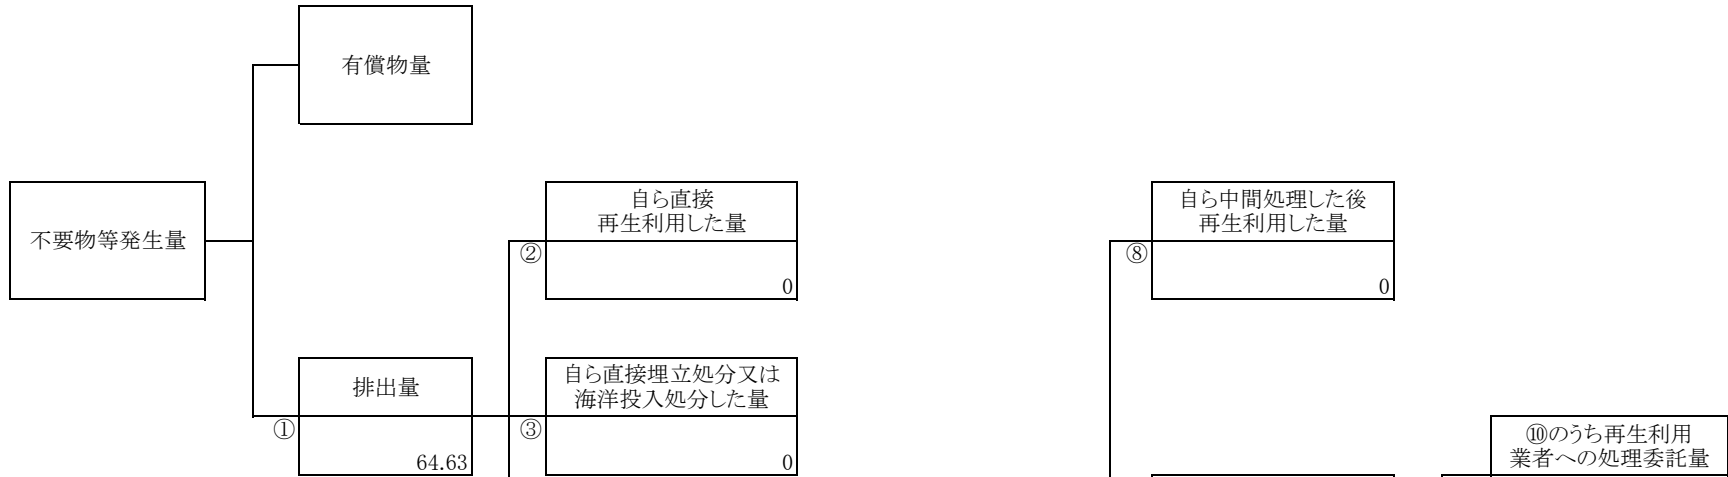 有償物量
不要物等発生量
自ら直接
再生利用した量
②
0
自ら中間処理した後
再生利用した量
⑧
0
排出量
①
64.63
自ら直接埋立処分又は
海洋投入処分した量
③
0
⑩のうち再生利用
業者への処理委託量